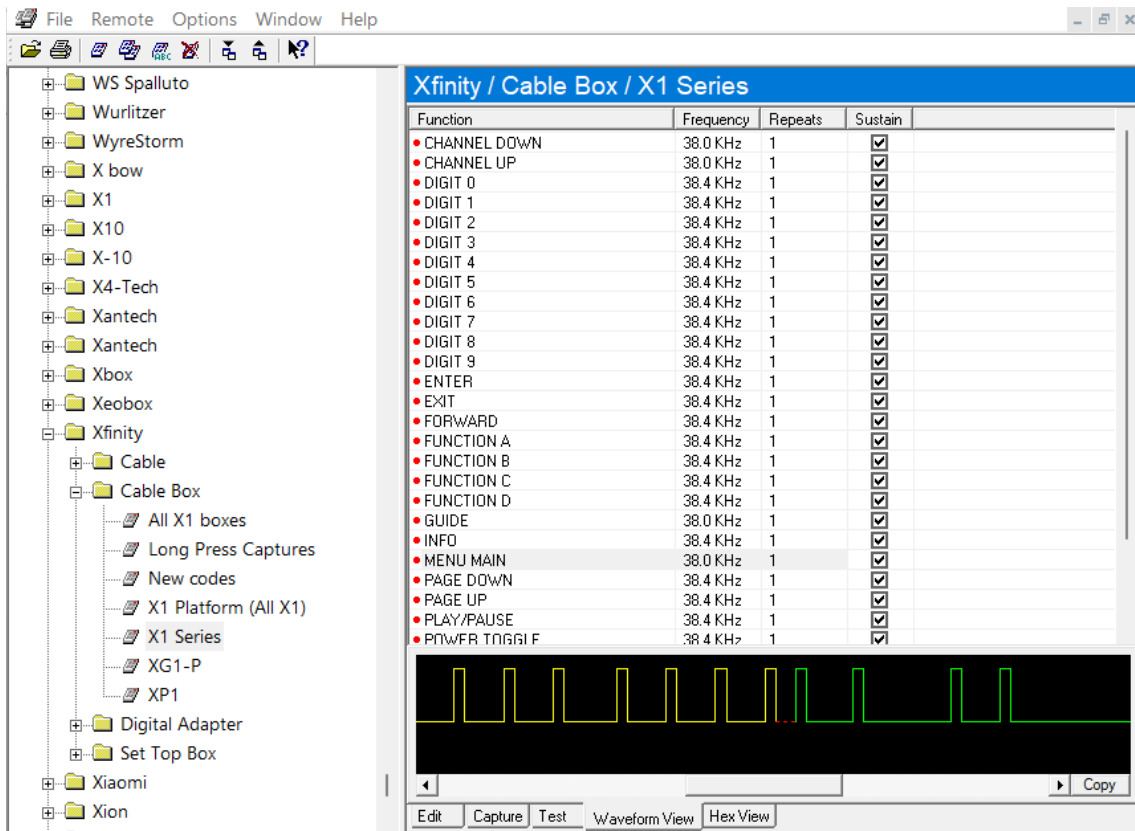 File Remote Options Window Help
ABC
WS Spalluto
Wurlitzer
WyreStorm
X bow
X1
X10
X-10
X4-Tech
Xantech
Xantech
Xbox
Xeobox
Xfinity
Cable
Cable Box
All X1 boxes
Long Press Captures
New codes
X1 Platform (All X1)
X1 Series
XG1-P
XP1
Digital Adapter
Set Top Box
Xiaomi
Xion
Xfinity / Cable Box / X1 Series
Function Frequency Repeats Sustain
CHANNEL DOWN 38.0 KHz 1
CHANNEL UP 38.0 KHz 1
DIGIT 0 38.4 KHz 1
DIGIT 1 38.4 KHz 1
DIGIT 2 38.4 KHz 1
DIGIT 3 38.4 KHz 1
DIGIT 4 38.4 KHz 1
DIGIT 5 38.4 KHz 1
DIGIT 6 38.4 KHz 1
DIGIT 7 38.4 KHz 1
DIGIT 8 38.4 KHz 1
DIGIT 9 38.4 KHz 1
ENTER 38.4 KHz 1
EXIT 38.4 KHz 1
FORWARD 38.4 KHz 1
FUNCTION A 38.4 KHz 1
FUNCTION B 38.4 KHz 1
FUNCTION C 38.4 KHz 1
FUNCTION D 38.4 KHz 1
GUIDE 38.0 KHz 1
INFO 38.4 KHz 1
MENU MAIN 38.0 KHz 1
PAGE DOWN 38.4 KHz 1
PAGE UP 38.4 KHz 1
PLAY/PAUSE 38.4 KHz 1
POWER TOGGLE 38.4 KHz 1
Copy
Edit Capture Test Waveform View Hex View